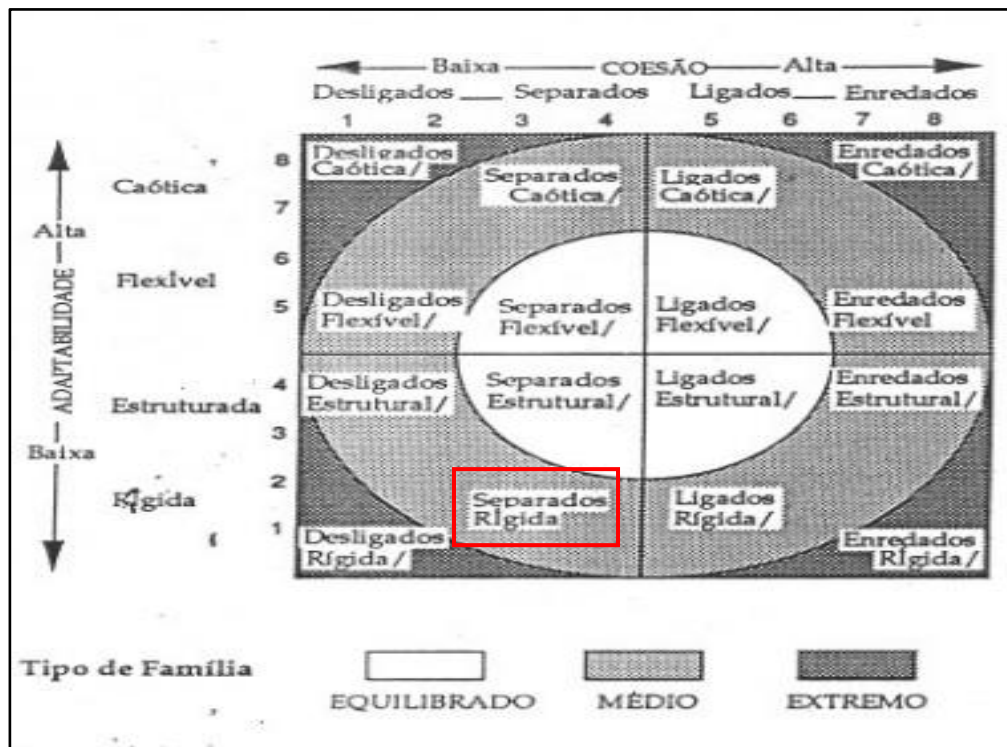 Baixa COESÃO Alta
Desligados Separados Ligados Enredados
1 2 3 4 5 6 7 8
Alta
ADAPTABILIDADE
Baixa
Caótica
Flexível
Estruturada
Rígida
8
7
6
5
4
3
2
1
Desligados
Caótica/
Separados
Caótica/
Ligados
Caótica/
Enredados
Caótica/
Desligados
Flexível/
Separados
Flexível/
Ligados
Flexível/
Enredados
Flexível
Desligados
Estrutural/
Separados
Estrutural/
Ligados
Estrutural/
Enredados
Estrutural/
Separados
Rígida
Ligados
Rígida/
Desligados
Rígida/
Enredados
Rígida/
Tipo de Família
EQUILIBRADO MÉDIO EXTREMO